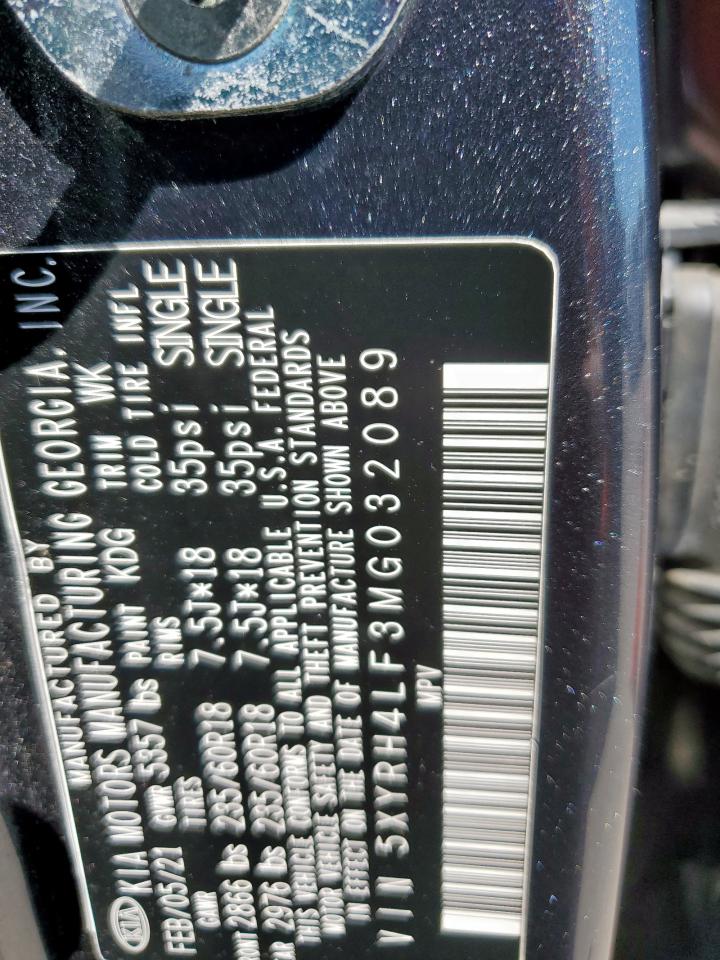 MANUFACTURED BY
KIA KIA MOTORS MANUFACTURING GEORGIA, INC.
FEB/05/21 GWR 5357 lbs PAINT KDG TRIM WK
GWR TIRES RIMS COLD TIRE INFL
FRONT 2866 lbs 235/60R18 7.5J*18 35psi SINGLE
REAR 2976 lbs 235/60R18 7.5J*18 35psi SINGLE
THIS VEHICLE CONFORMS TO ALL APPLICABLE U.S.A. FEDERAL
MOTOR VEHICLE SAFETY AND THEFT PREVENTION STANDARDS
IN EFFECT ON THE DATE OF MANUFACTURE SHOWN ABOVE
VIN 5XYRH4LF3MG032089
MPV